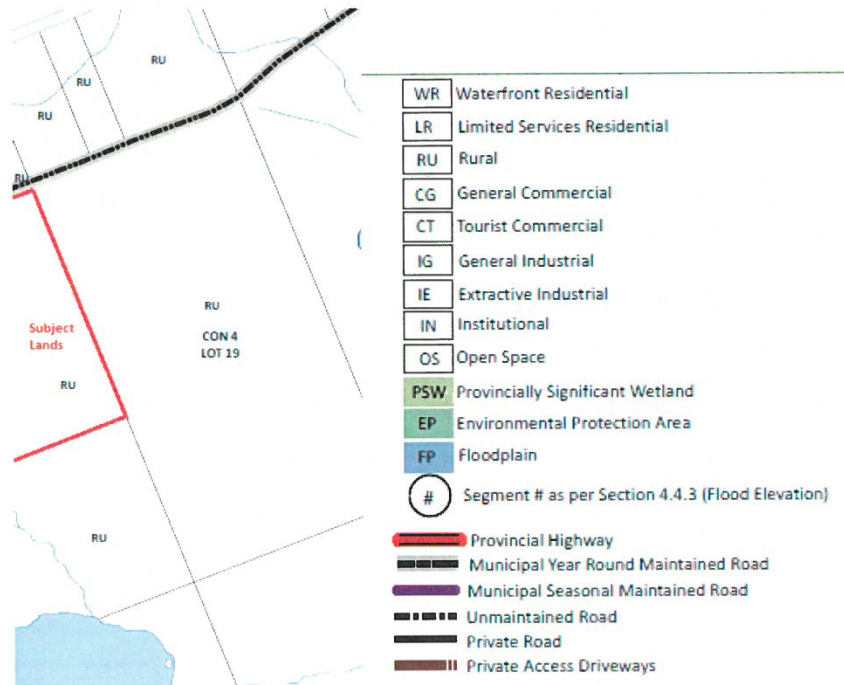 RU
RU
RU
RU
RU
CON 4
LOT 19
Subject
Lands
RU
RU
WR Waterfront Residential
LR Limited Services Residential
RU Rural
CG General Commercial
CT Tourist Commercial
IG General Industrial
IE Extractive Industrial
IN Institutional
OS Open Space
PSW Provincially Significant Wetland
EP Environmental Protection Area
FP Floodplain
# Segment # as per Section 4.4.3 (Flood Elevation)
Provincial Highway
Municipal Year Round Maintained Road
Municipal Seasonal Maintained Road
Unmaintained Road
Private Road
Private Access Driveways